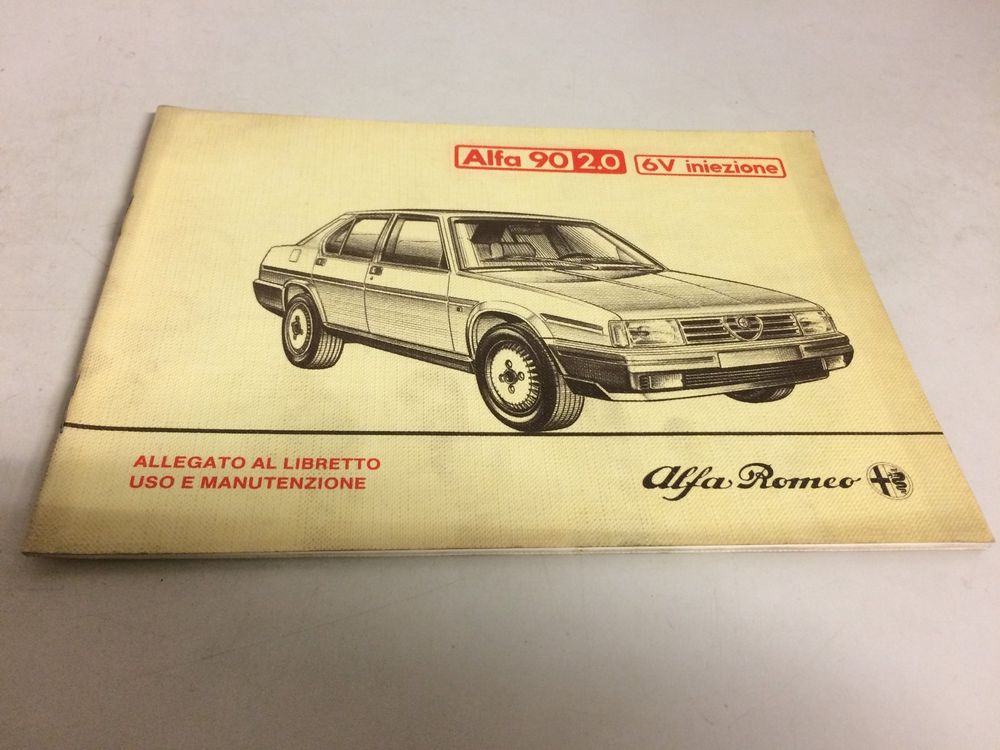 Alfa 90 2.0 6V iniezione
ALLEGATO AL LIBRETTO
USO E MANUTENZIONE
Alfa Romeo